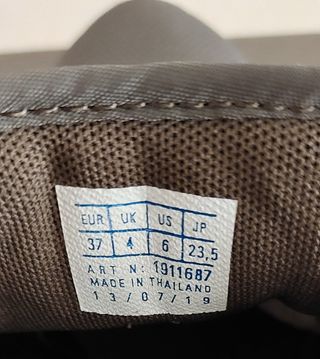 EUR UK US JP
37 4 6 23,5
ART N: 1911687
MADE IN THAILAND
13/07/19